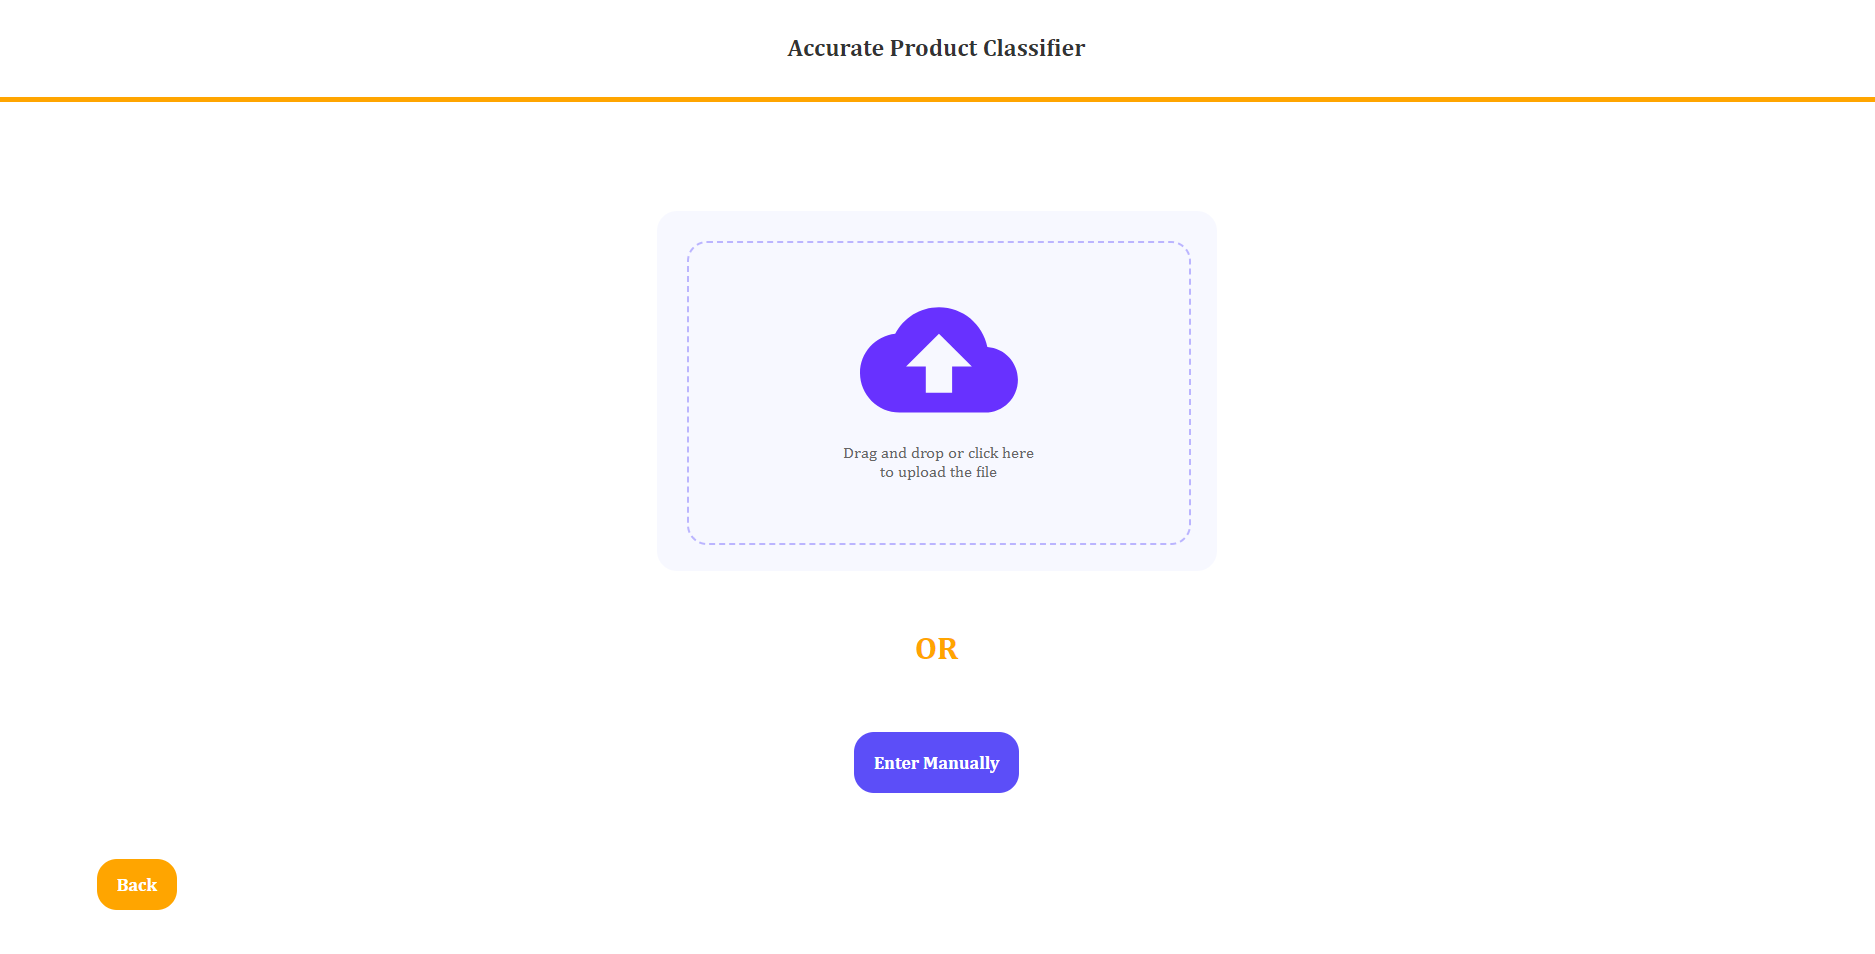 Accurate Product Classifier
Drag and drop or click here
to upload the file
OR
Enter Manually
Back